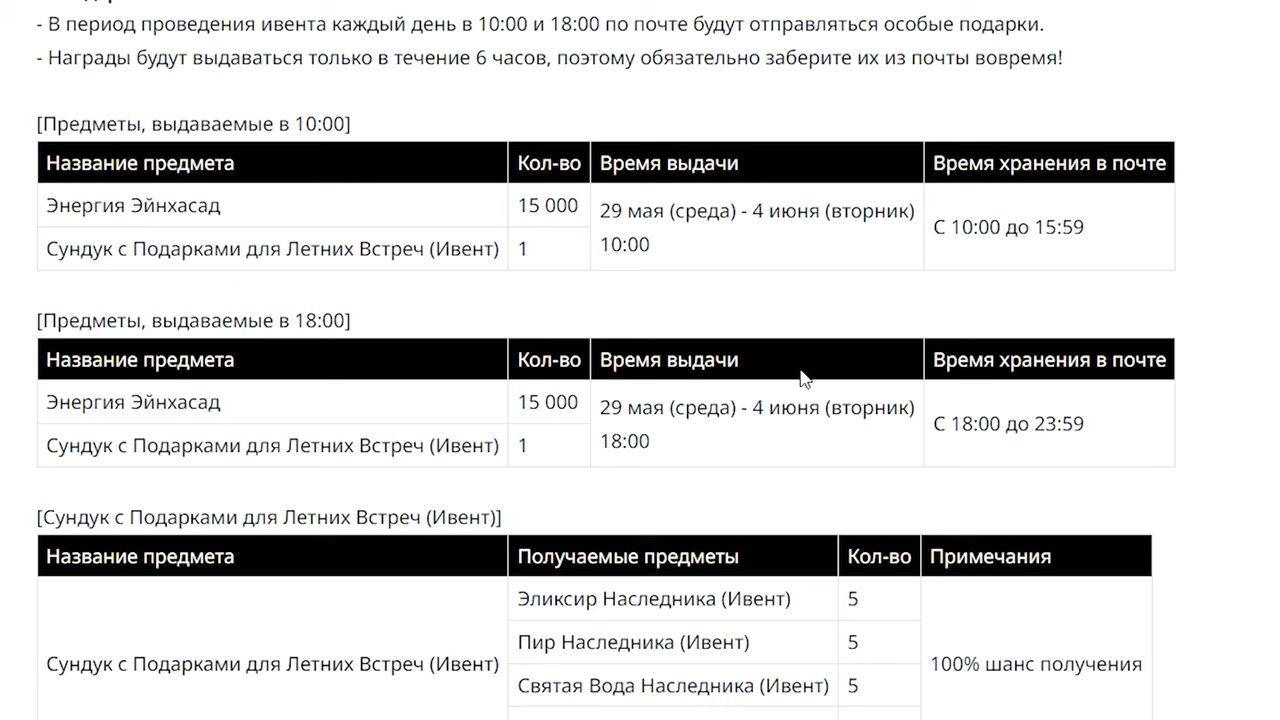 - В период проведения ивента каждый день в 10:00 и 18:00 по почте будут отправляться особые подарки.
- Награды будут выдаваться только в течение 6 часов, поэтому обязательно заберите их из почты вовремя!
[Предметы, выдаваемые в 10:00]
Название предмета Кол-во Время выдачи Время хранения в почте
Энергия Эйнхасад 15 000 29 мая (среда) - 4 июня (вторник)
10:00 С 10:00 до 15:59
Сундук с Подарками для Летних Встреч (Ивент) 1
[Предметы, выдаваемые в 18:00]
Название предмета Кол-во Время выдачи Время хранения в почте
Энергия Эйнхасад 15 000 29 мая (среда) - 4 июня (вторник)
18:00 С 18:00 до 23:59
Сундук с Подарками для Летних Встреч (Ивент) 1
[Сундук с Подарками для Летних Встреч (Ивент)]
Название предмета Получаемые предметы Кол-во Примечания
Эликсир Наследника (Ивент) 5
Пир Наследника (Ивент) 5
Сундук с Подарками для Летних Встреч (Ивент) 100% шанс получения
Святая Вода Наследника (Ивент) 5